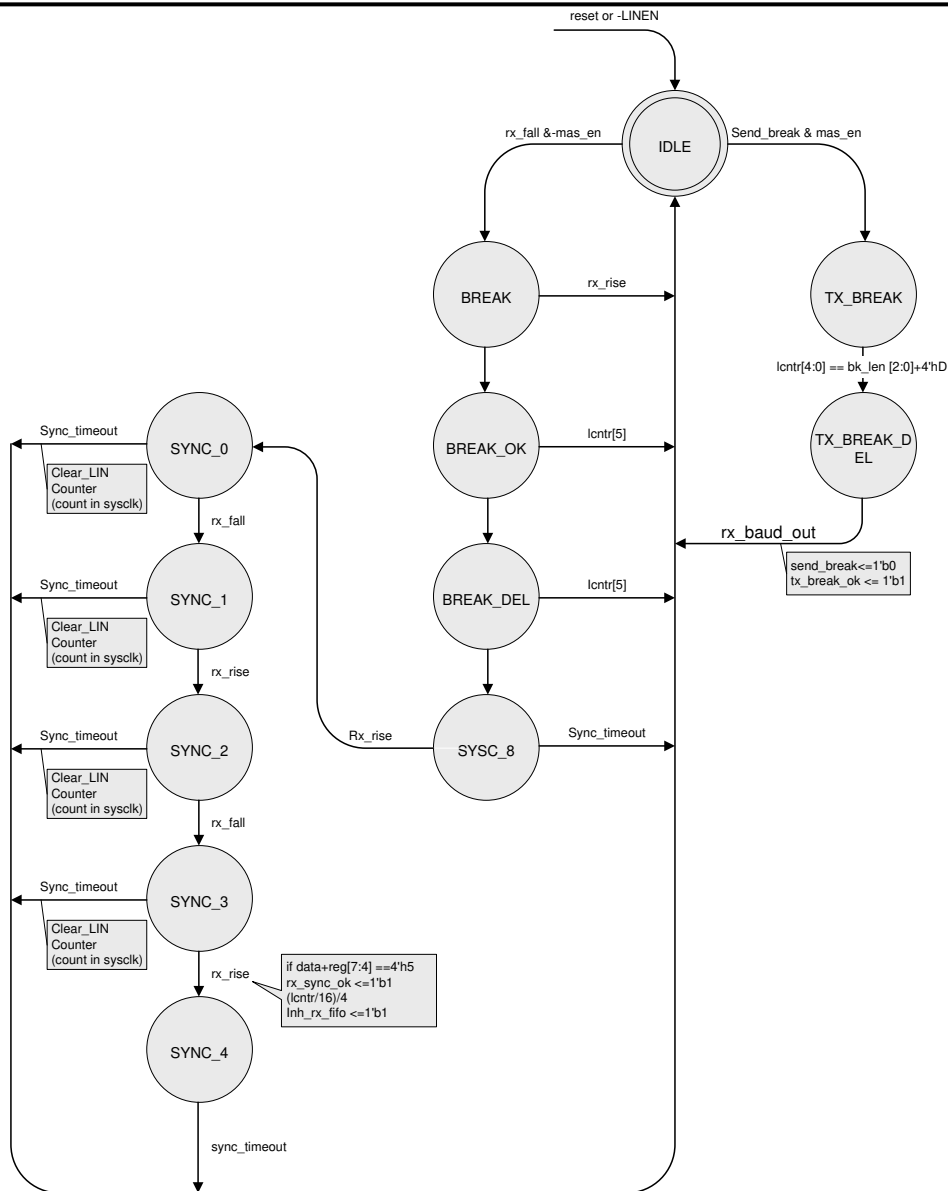 reset or -LINEN
rx_fall &-mas_en
IDLE
Send_break & mas_en
BREAK
rx_rise
TX_BREAK
lcntr[4:0] == bk_len [2:0]+4'hD
Sync_timeout
SYNC_0
BREAK_OK
lcntr[5]
TX_BREAK_D
EL
Clear_LIN
Counter
(count in sysclk)
rx_fall
rx_baud_out
send_break<=1'b0
tx_break_ok <= 1'b1
Sync_timeout
SYNC_1
BREAK_DEL
lcntr[5]
Clear_LIN
Counter
(count in sysclk)
rx_rise
Sync_timeout
SYNC_2
Rx_rise
SYSC_8
Sync_timeout
Clear_LIN
Counter
(count in sysclk)
rx_fall
Sync_timeout
SYNC_3
Clear_LIN
Counter
(count in sysclk)
rx_rise
if data+reg[7:4] ==4'h5
rx_sync_ok <=1'b1
(lcntr/16)/4
Inh_rx_fifo <=1'b1
SYNC_4
sync_timeout